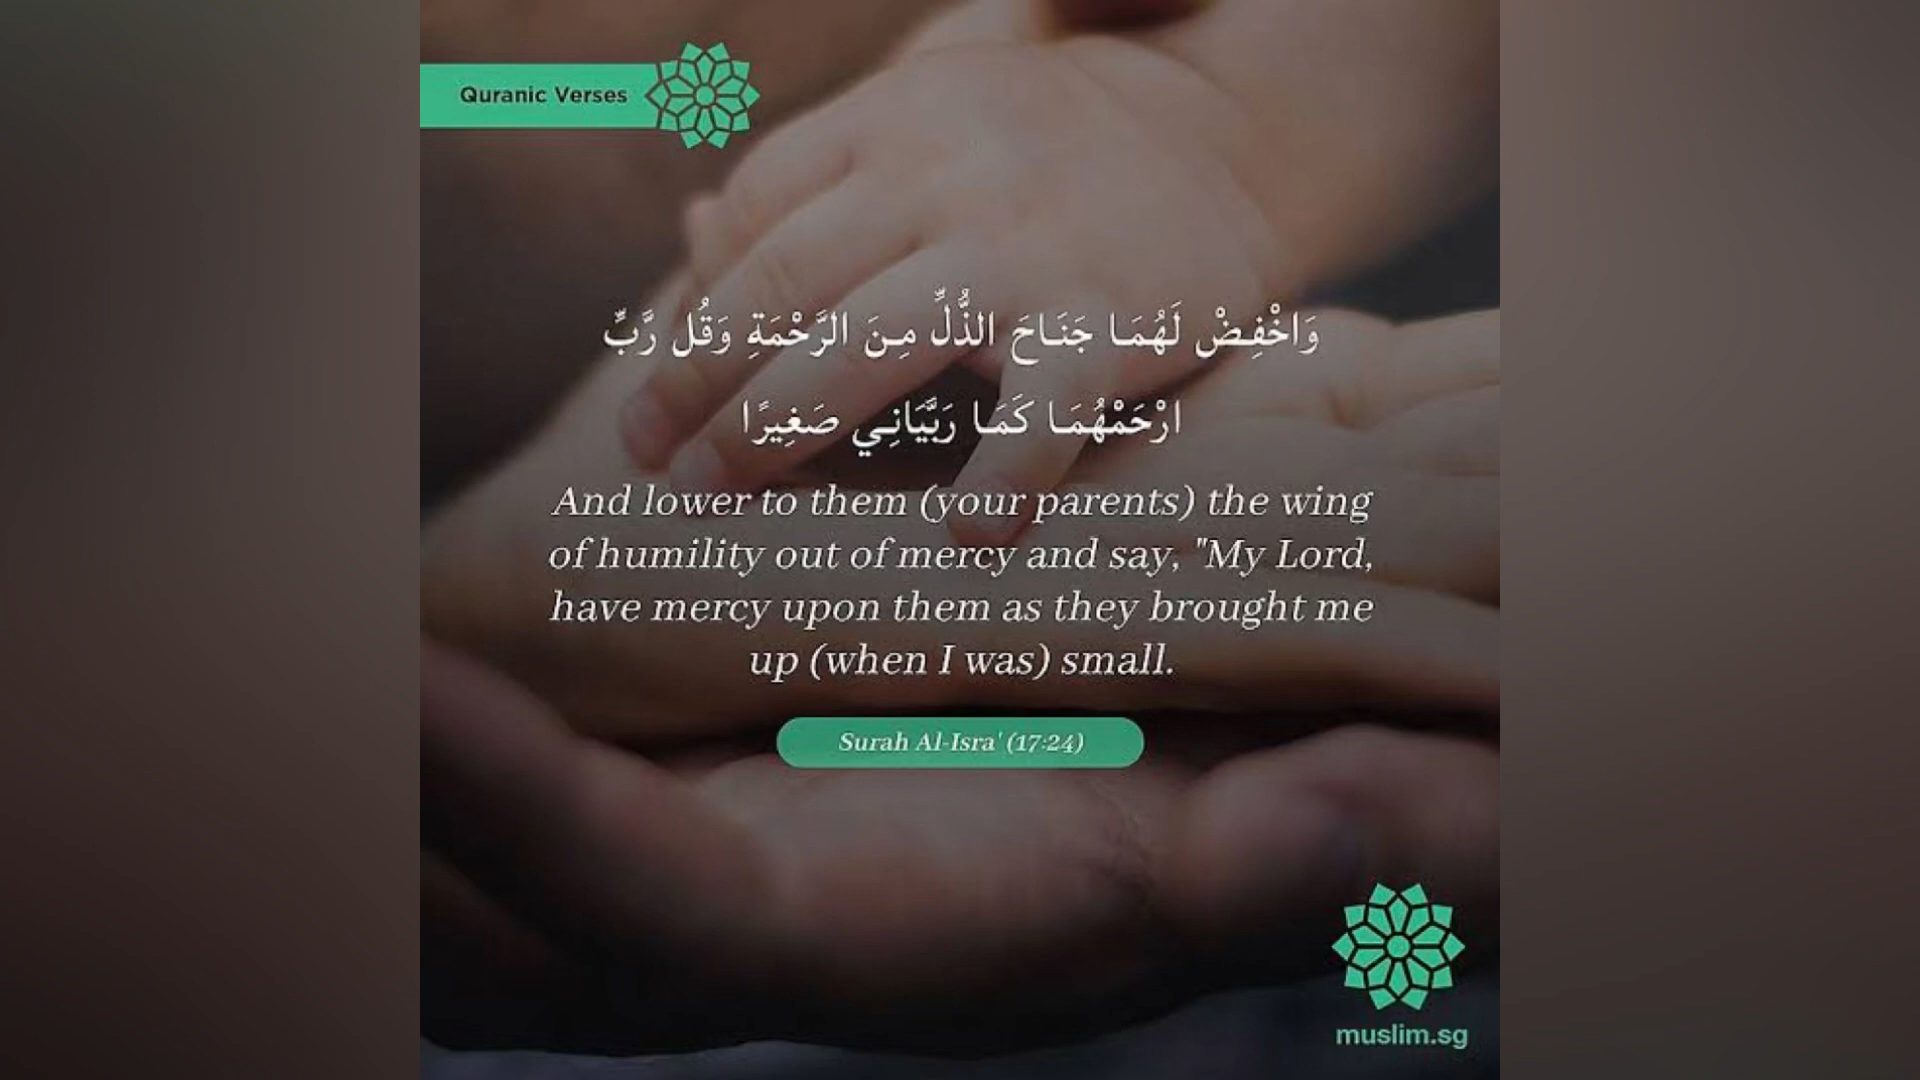 Quranic Verses
وَاخْفِضْ لَهُمَا جَنَاحَ الذُّلِّ مِنَ الرَّحْمَةِ وَقُل رَّبِّ
ارْحَمْهُمَا كَمَا رَبَّيَانِي صَغِيرًا
And lower to them (your parents) the wing
of humility out of mercy and say, "My Lord,
have mercy upon them as they brought me
up (when I was) small.
Surah Al-Isra' (17:24)
muslim.sg